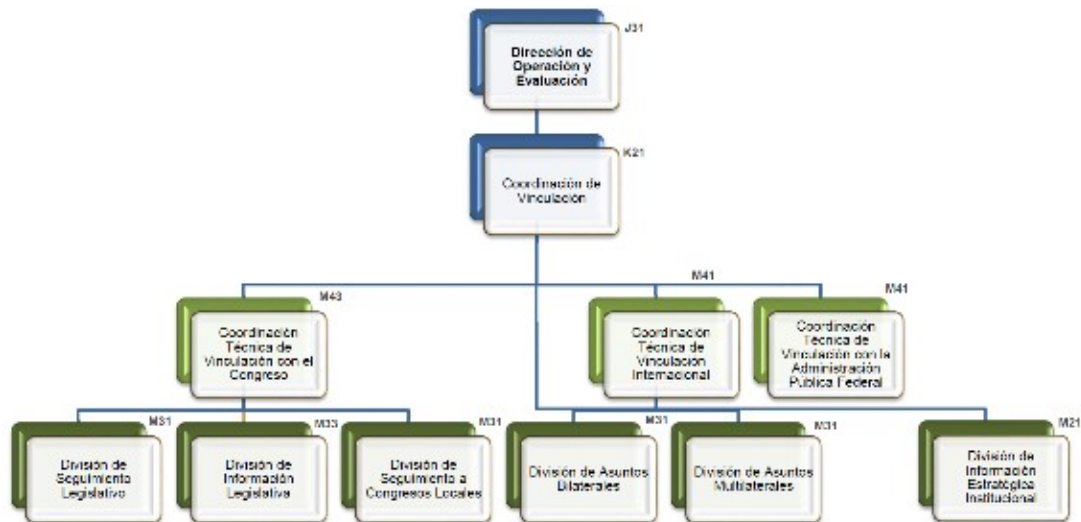 J31
Dirección de
Operación y
Evaluación
K21
Coordinación de
Vinculación
M43
Coordinación
Técnica de
Vinculación con el
Congreso
M41
Coordinación
Técnica de
Vinculación
Internacional
M41
Coordinación
Técnica de
Vinculación con la
Administración
Pública Federal
M31
División de
Seguimiento
Legislativo
M33
División de
Información
Legislativa
M31
División de
Seguimiento a
Congresos Locales
M31
División de Asuntos
Bilaterales
M31
División de Asuntos
Multilaterales
M21
División de
Información
Estratégica
Institucional